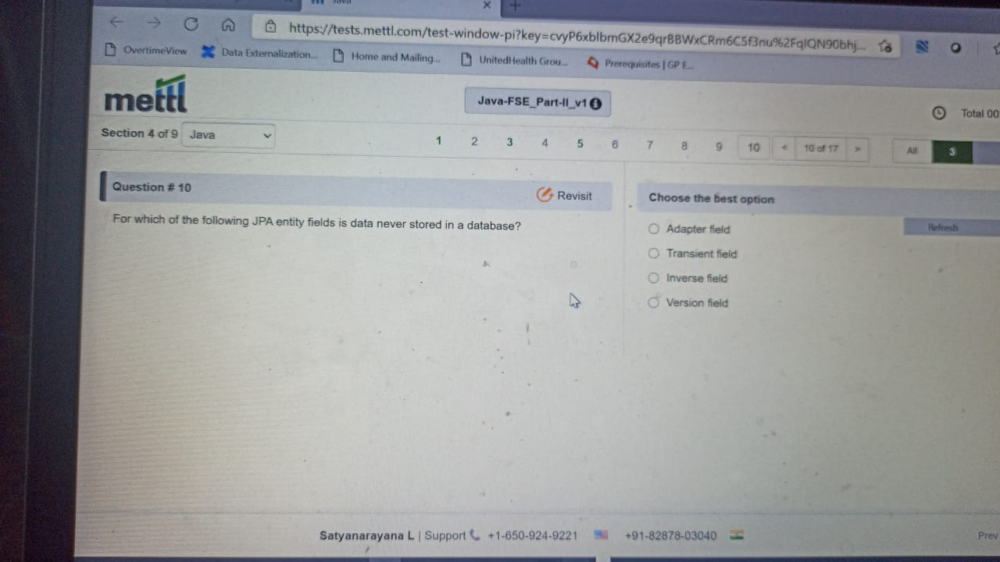 Java
https://tests.mettl.com/test-window-pi?key=cvyP6xblbmGX2e9qrBBWxCRm6C5f3nu%2FqlQN90bhj...
OvertimeView
Data Externalization...
Home and Mailing...
UnitedHealth Grou...
Prerequisites | GP E...
mettl
Java-FSE_Part-II_v1
Total 00
Section 4 of 9
Java
1 2 3 4 5 6 7 8 9 10 < 10 of 17 >
All 3
Question # 10
Revisit
For which of the following JPA entity fields is data never stored in a database?
Choose the best option
Refresh
Adapter field
Transient field
Inverse field
Version field
Satyanarayana L | Support +1-650-924-9221 +91-82878-03040
Prev